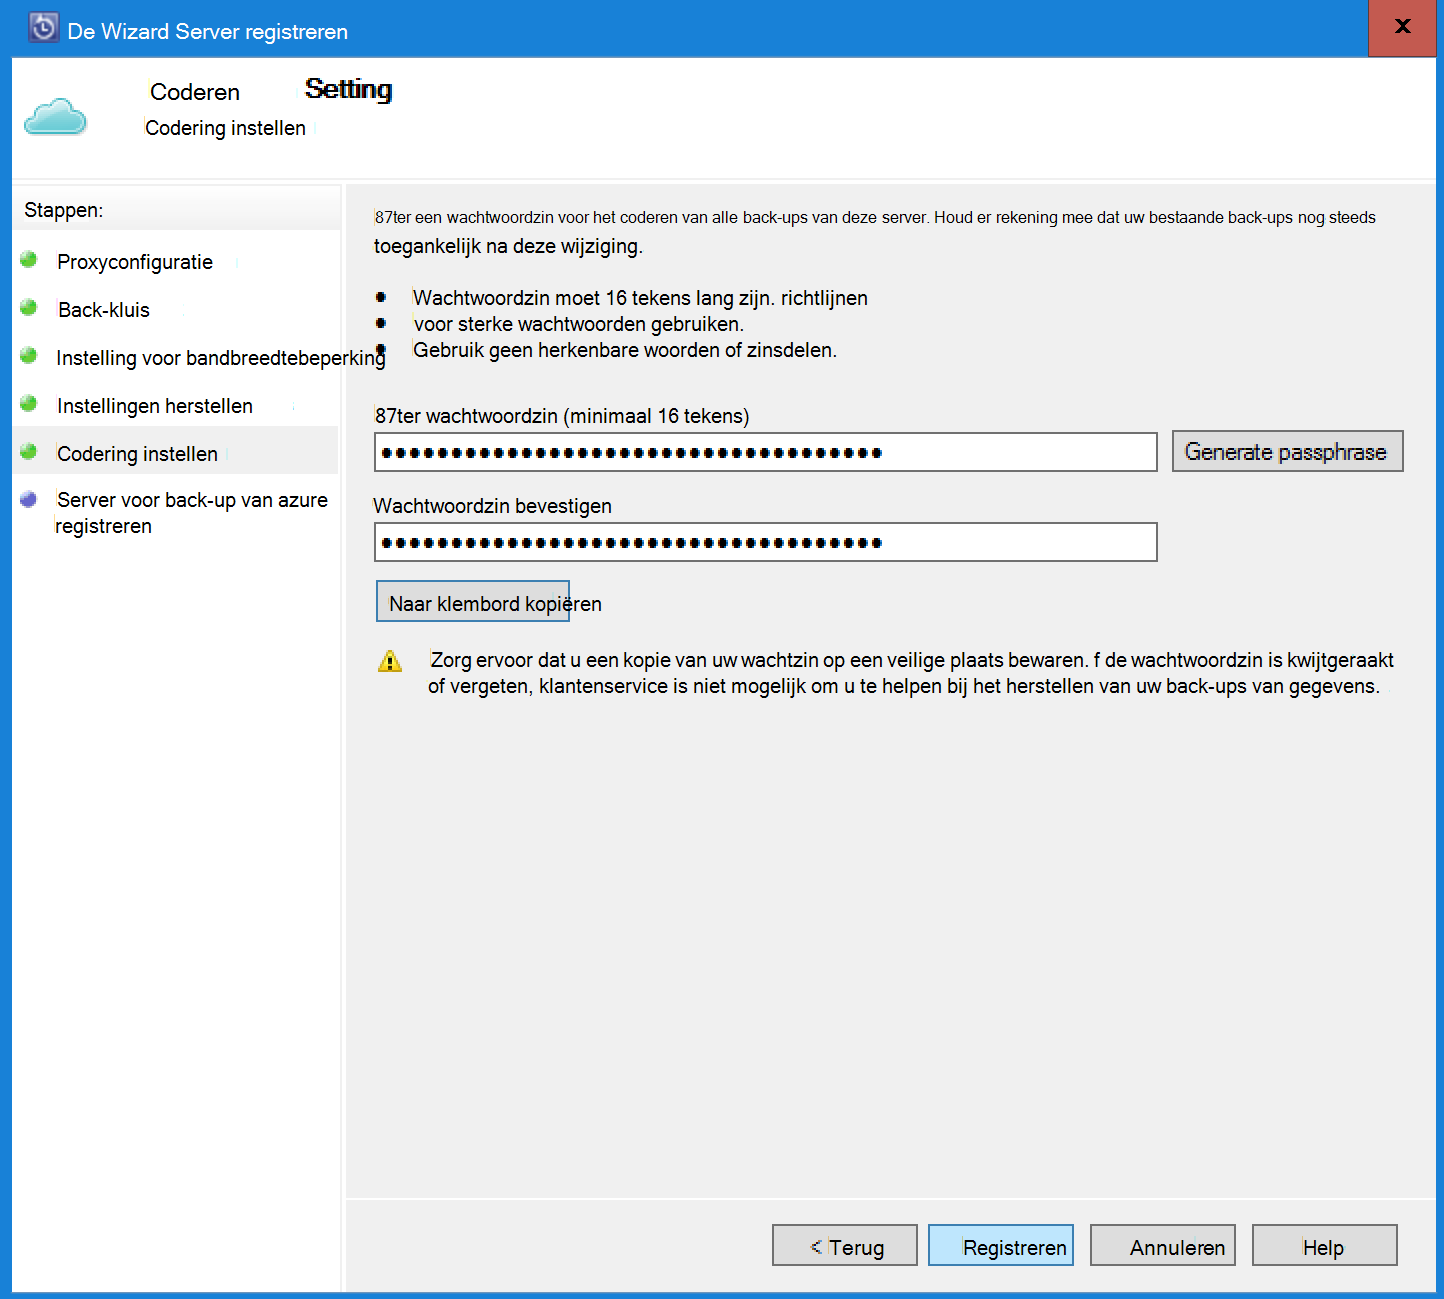 De Wizard Server registreren
x
Coderen Setting
Codering instellen
Stappen:
Proxyconfiguratie
Back-kluis
Instelling voor bandbreedtebeperking
Instellingen herstellen
Codering instellen
Server voor back-up van azure
registreren
87ter een wachtwoordzin voor het coderen van alle back-ups van deze server. Houd er rekening mee dat uw bestaande back-ups nog steeds
toegankelijk na deze wijziging.
• Wachtwoordzin moet 16 tekens lang zijn. richtlijnen
• voor sterke wachtwoorden gebruiken.
• Gebruik geen herkenbare woorden of zinsdelen.
87ter wachtwoordzin (minimaal 16 tekens)
Generate passphrase
Wachtwoordzin bevestigen
Naar klembord kopiëren
Zorg ervoor dat u een kopie van uw wachtzin op een veilige plaats bewaren. f de wachtwoordzin is kwijtgeraakt
of vergeten, klantenservice is niet mogelijk om u te helpen bij het herstellen van uw back-ups van gegevens.
< Terug
Registreren
Annuleren
Help